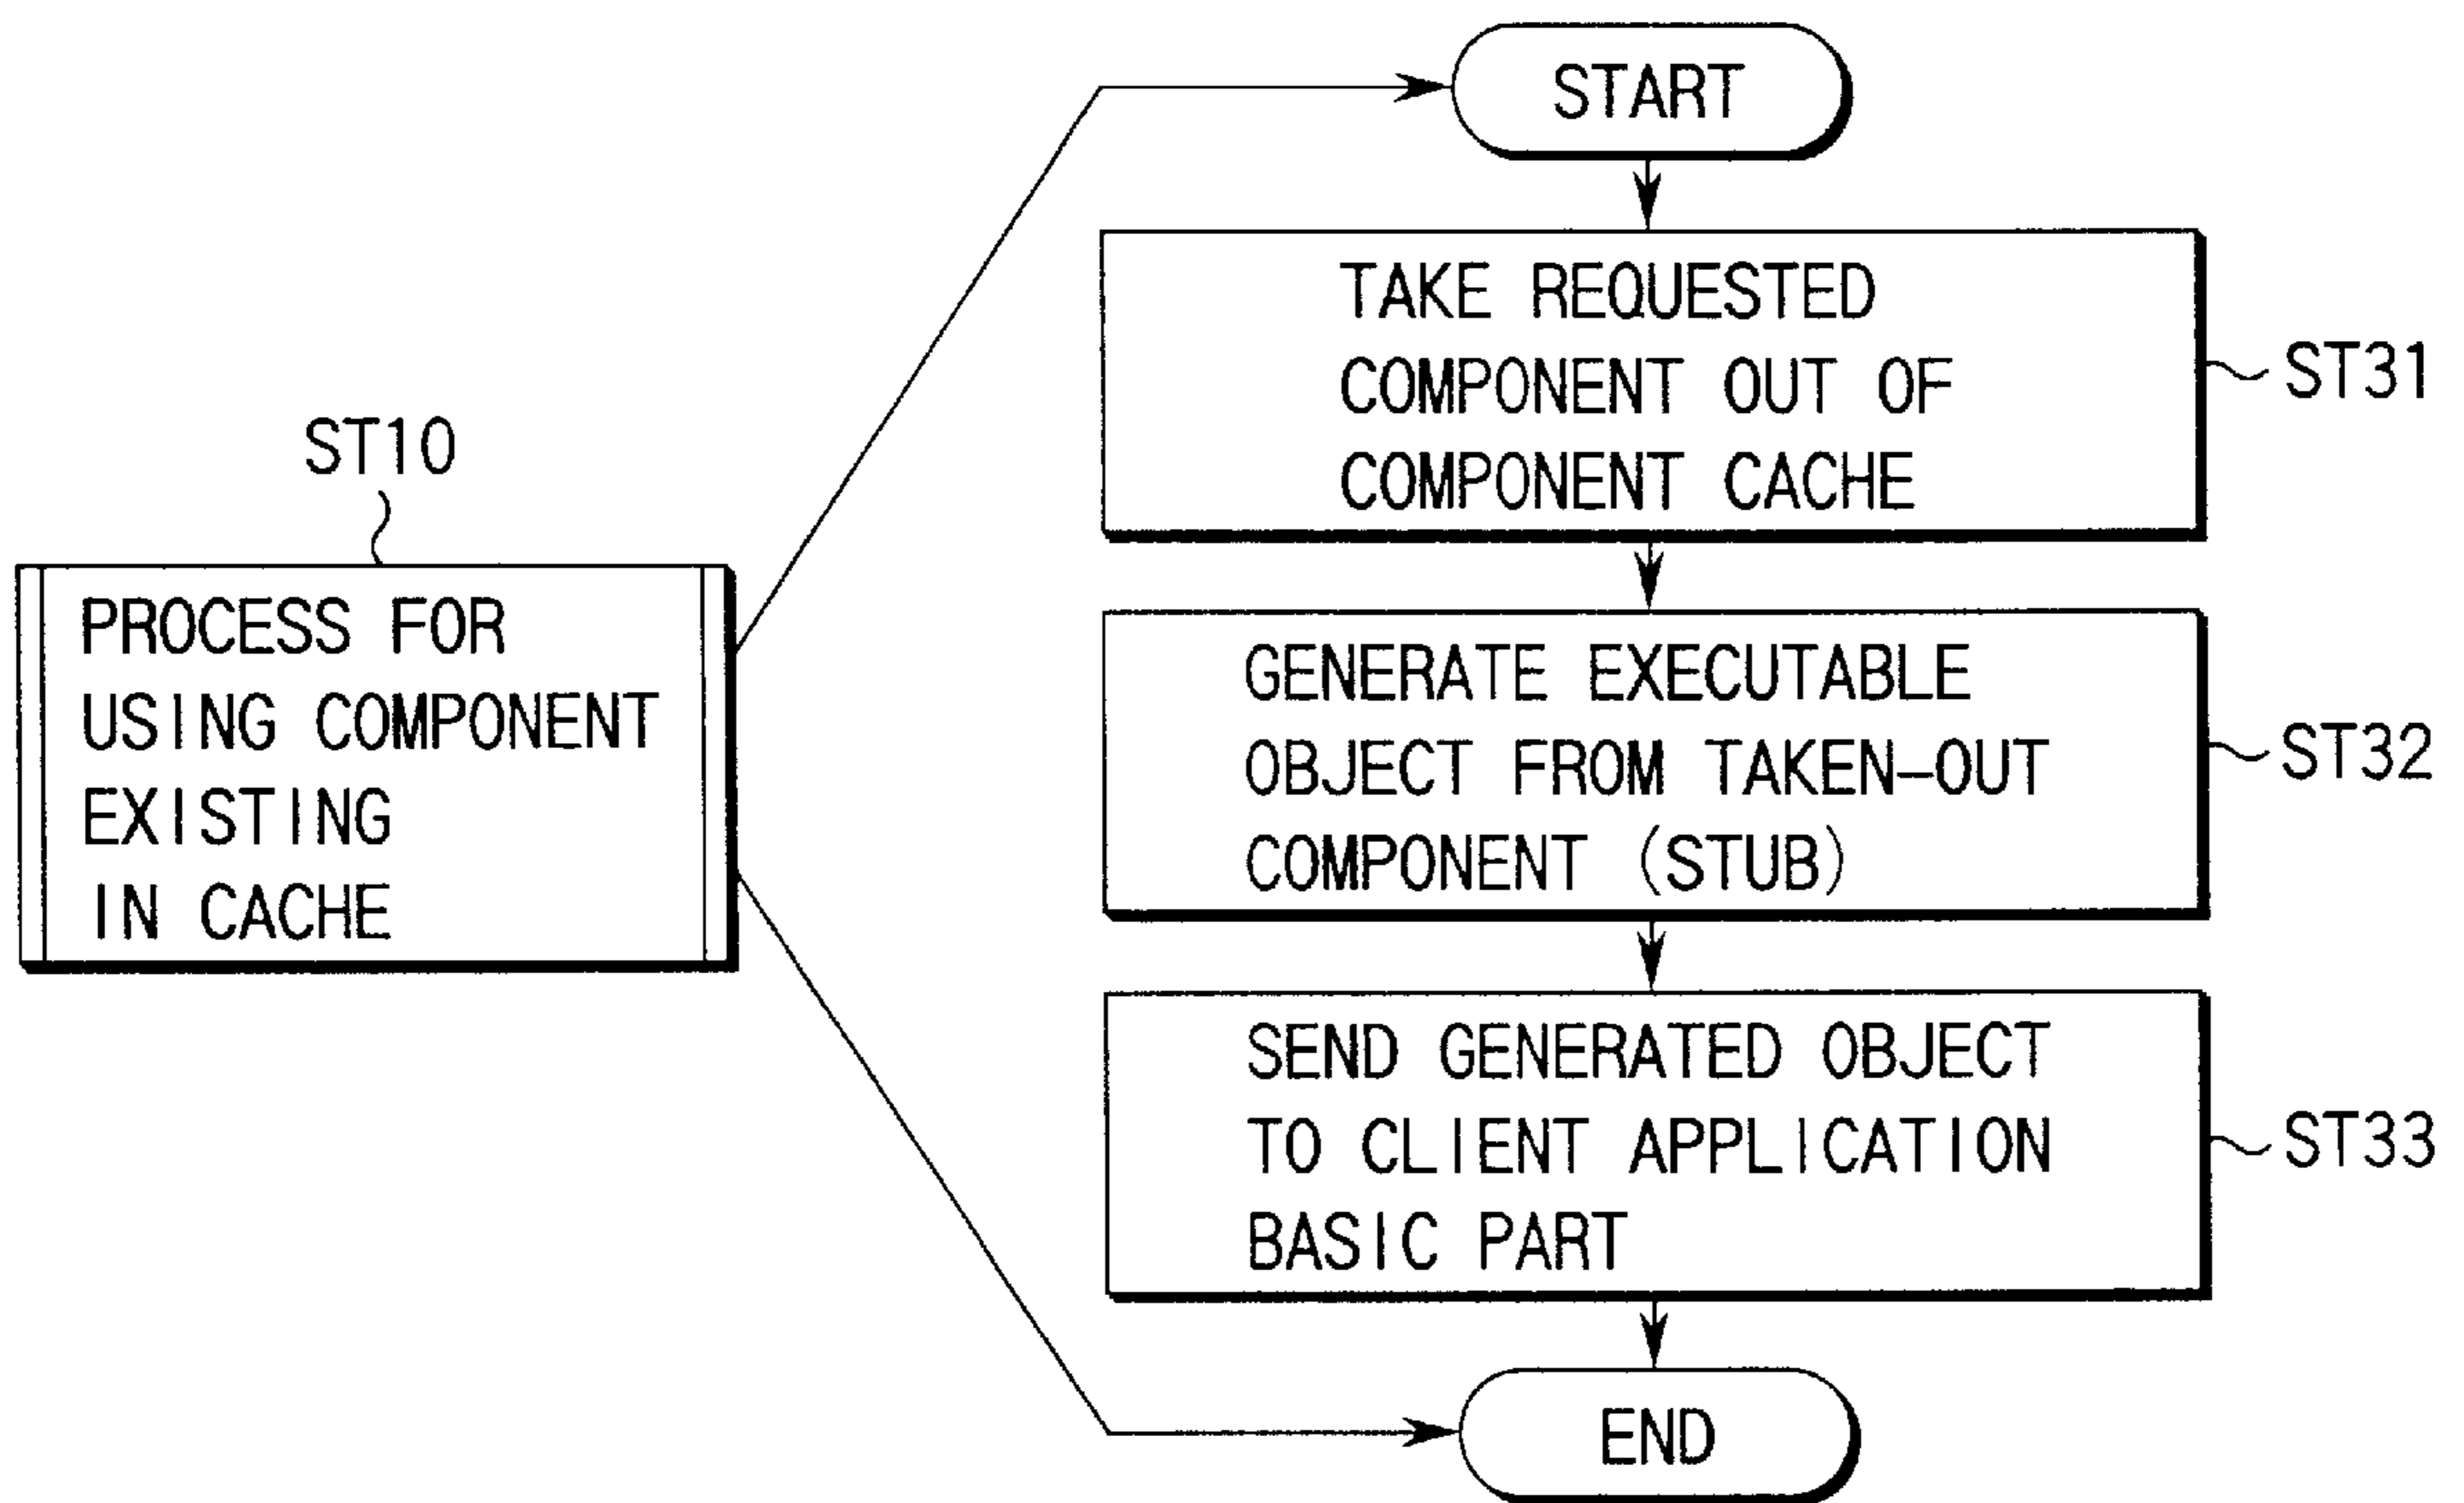 ST10
PROCESS FOR
USING COMPONENT
EXISTING
IN CACHE
START
TAKE REQUESTED
COMPONENT OUT OF
COMPONENT CACHE
ST31
GENERATE EXECUTABLE
OBJECT FROM TAKEN-OUT
COMPONENT (STUB)
ST32
SEND GENERATED OBJECT
TO CLIENT APPLICATION
BASIC PART
ST33
END